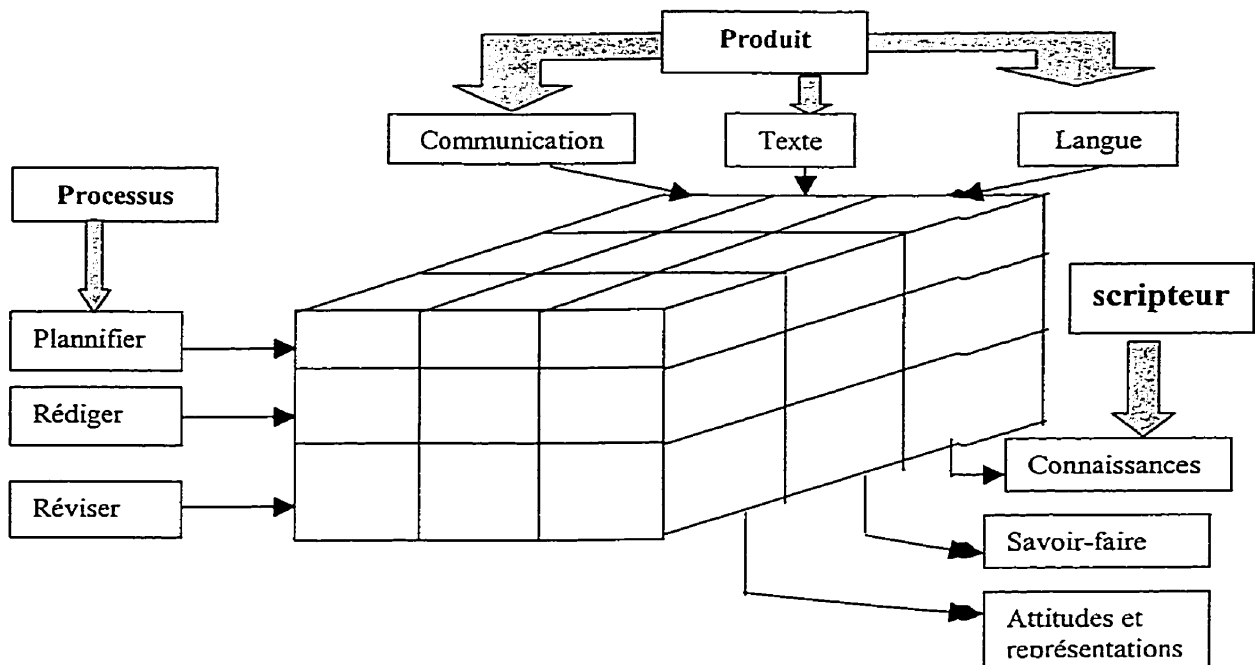 Produit
Communication
Texte
Langue
Processus
scripteur
Plannifier
Rédiger
Connaissances
Réviser
Savoir-faire
Attitudes et
représentations